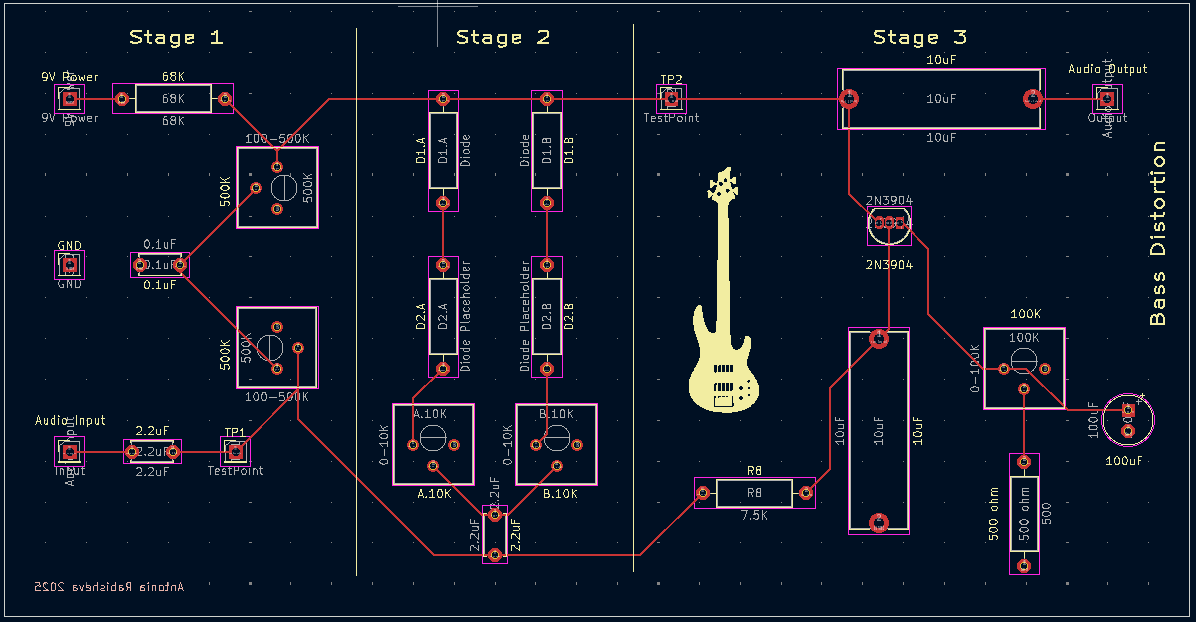 Stage 1
Stage 2
Stage 3
9V Power
9V Power
68K
68K
68K
100-500K
500K
500K
GND
GND
0.1uF
0.1uF
0.1uF
500K
500K
100-500K
Audio Input
Input
2.2uF
2.2uF
2.2uF
TP1
TestPoint
D1.A
D1.A
Diode
Diode
D1.B
D1.B
D2.A
D2.A
Diode Placeholder
Diode Placeholder
D2.B
D2.B
A.10K
0-10K
A.10K
B.10K
0-10K
B.10K
2.2uF
2.2uF
2.2uF
TP2
TestPoint
10uF
10uF
10uF
Audio Output
Audio Output
Output
2N3904
2N3904
R8
R8
7.5K
10uF
10uF
10uF
100K
100K
0-100K
100uF
100uF
500 ohm
500 ohm
500
Bass Distortion
Antonia Rabisheva 2025